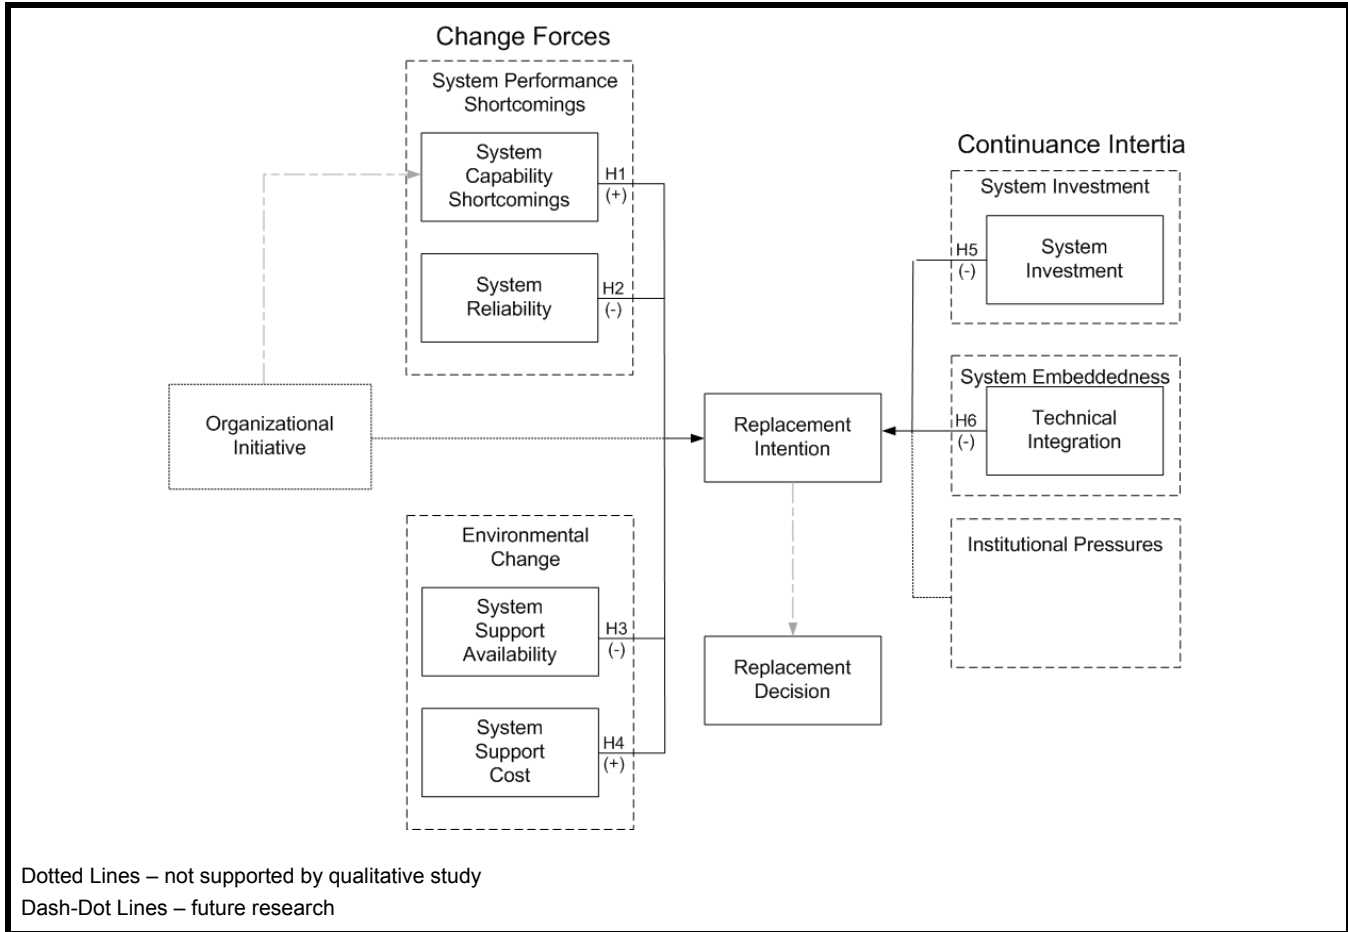 Change Forces
System Performance
Shortcomings
System
Capability
Shortcomings
H1
(+)
System
Reliability
H2
(-)
Organizational
Initiative
Environmental
Change
System
Support
Availability
H3
(-)
System
Support
Cost
H4
(+)
Replacement
Intention
Replacement
Decision
Continuance Intertia
System Investment
System
Investment
H5
(-)
System Embeddedness
Technical
Integration
H6
(-)
Institutional Pressures
Dotted Lines – not supported by qualitative study
Dash-Dot Lines – future research